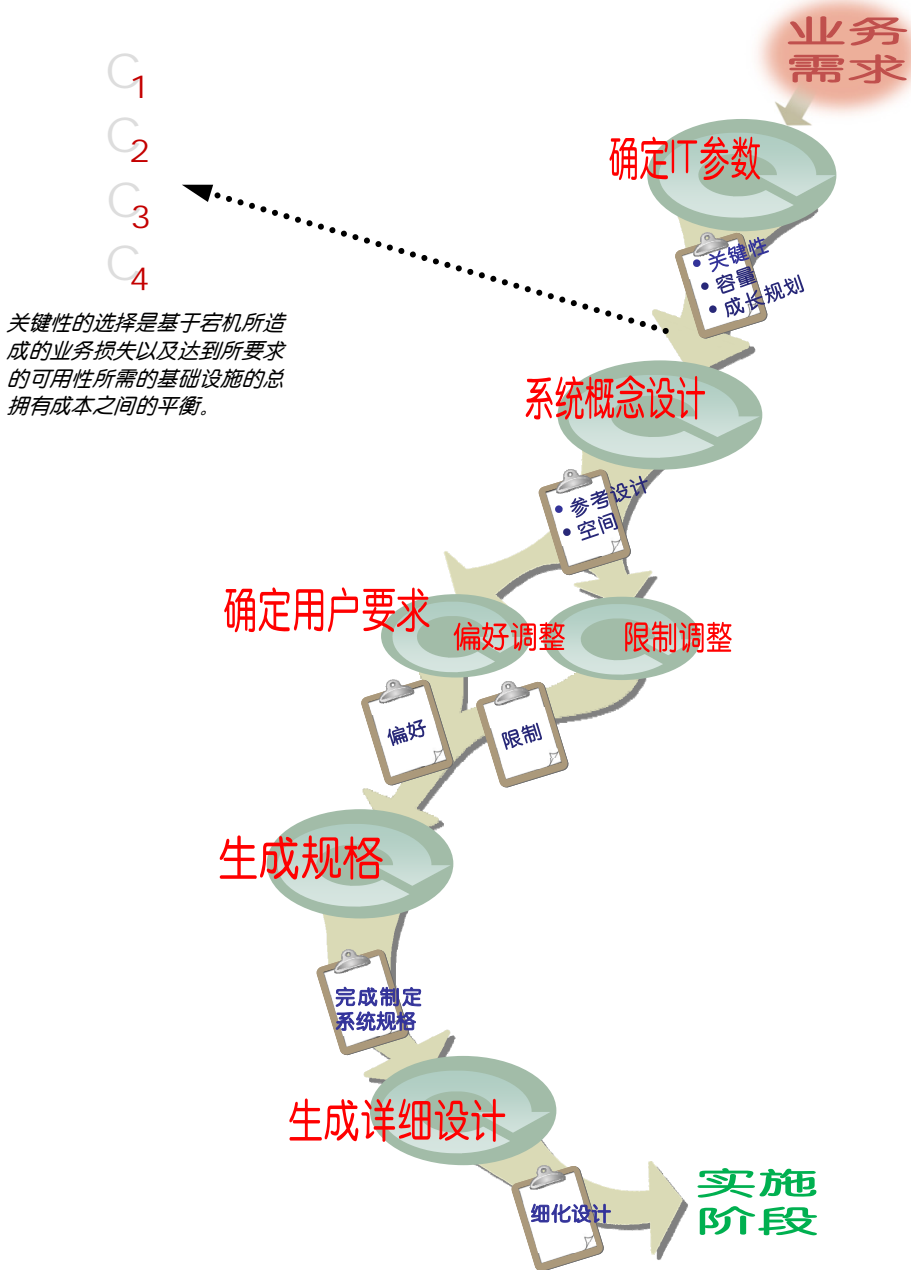 业务
需求
C1
C2
C3
C4
确定IT参数
• 关键性
• 容量
• 成长规划
关键性的选择是基于宕机所造
成的业务损失以及达到所要求
的可用性所需的基础设施的总
拥有成本之间的平衡。
系统概念设计
• 参考设计
• 空间
确定用户要求
偏好调整
限制调整
偏好
限制
生成规格
完成制定
系统规格
生成详细设计
细化设计
实施
阶段